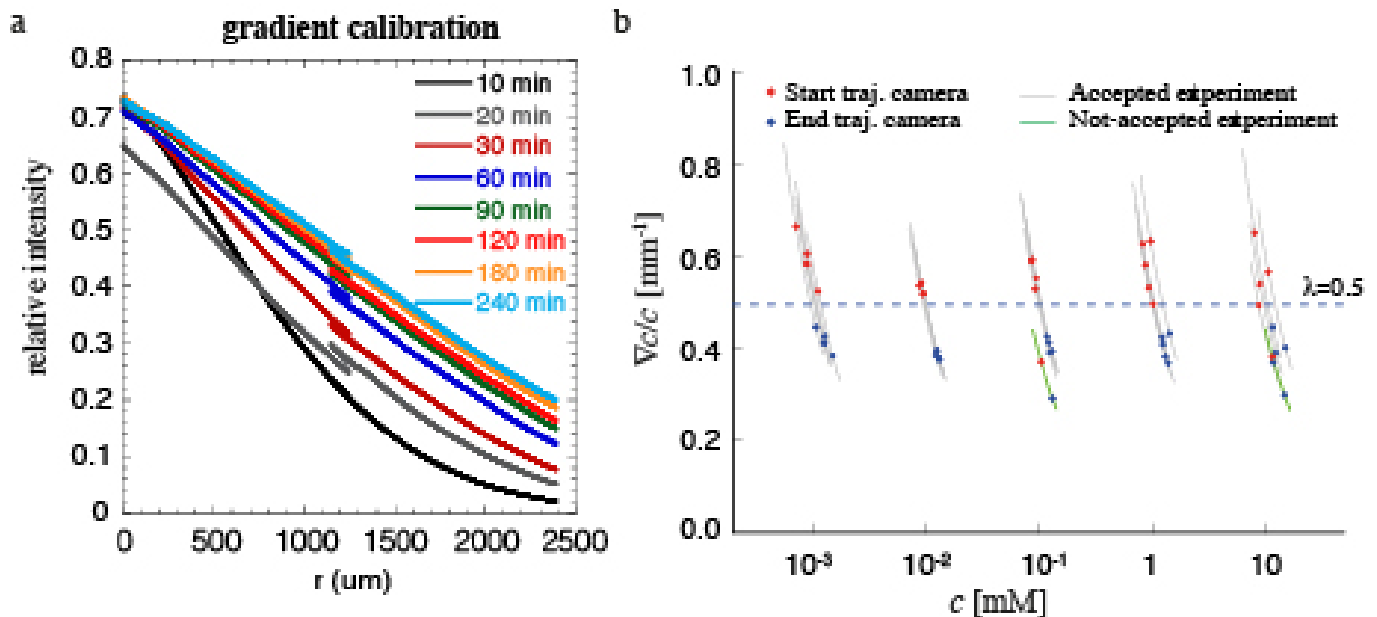 a
gradient calibration
0.8
0.7
0.6
0.5
0.4
0.3
0.2
0.1
0
relative intensity
10 min
20 min
30 min
60 min
90 min
120 min
180 min
240 min
0 500 1000 1500 2000 2500
r (um)
b
1.0
0.8
0.6
0.4
0.2
0.0
∇c/c [mm⁻¹]
Start traj. camera
End traj. camera
Accepted experiment
Not-accepted experiment
λ=0.5
10⁻³ 10⁻² 10⁻¹ 1 10
c [mM]